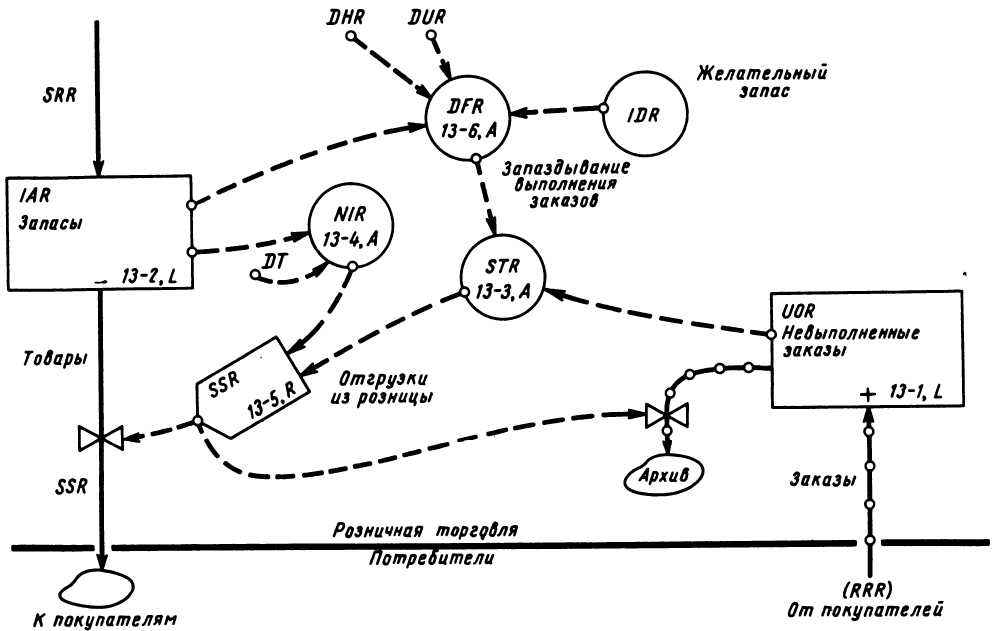 DHR
DUR
SRR
Желательный
запас
DFR
13-6, A
IDR
Запаздывание
выполнения
заказов
IAR
Запасы
13-2, L
NIR
13-4, A
DT
STR
13-3, A
UOR
Невыполненные
заказы
+ 13-1, L
Товары
SSR
13-5, R
Отгрузки
из розницы
SSR
Архив
Заказы
Розничная торговля
Потребители
(RRR)
К покупателям
От покупателей